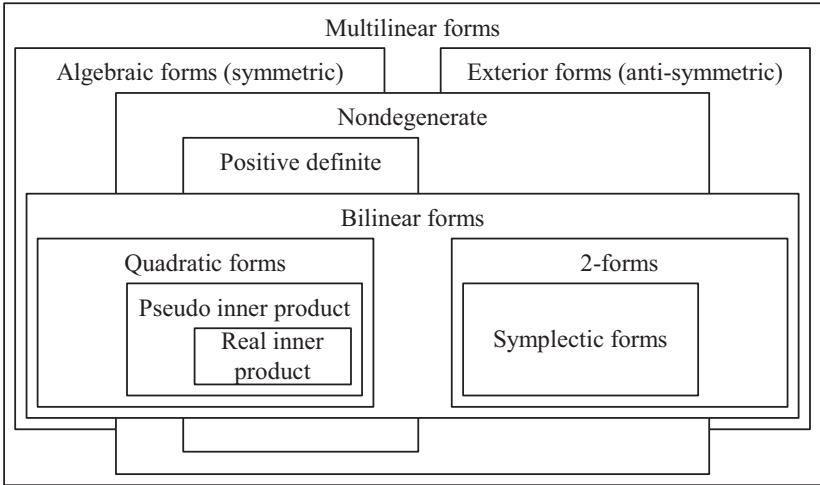 Multilinear forms
Algebraic forms (symmetric)
Exterior forms (anti-symmetric)
Nondegenerate
Positive definite
Bilinear forms
Quadratic forms
2-forms
Pseudo inner product
Real inner
product
Symplectic forms